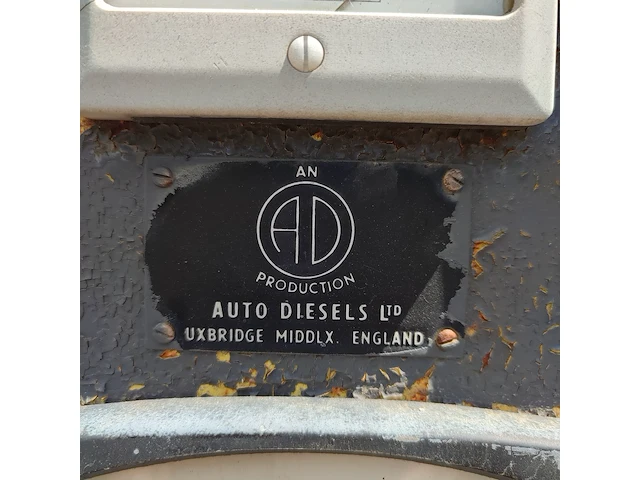 AN
AD
PRODUCTION
AUTO DIESELS LTD
UXBRIDGE MIDDLX. ENGLAND